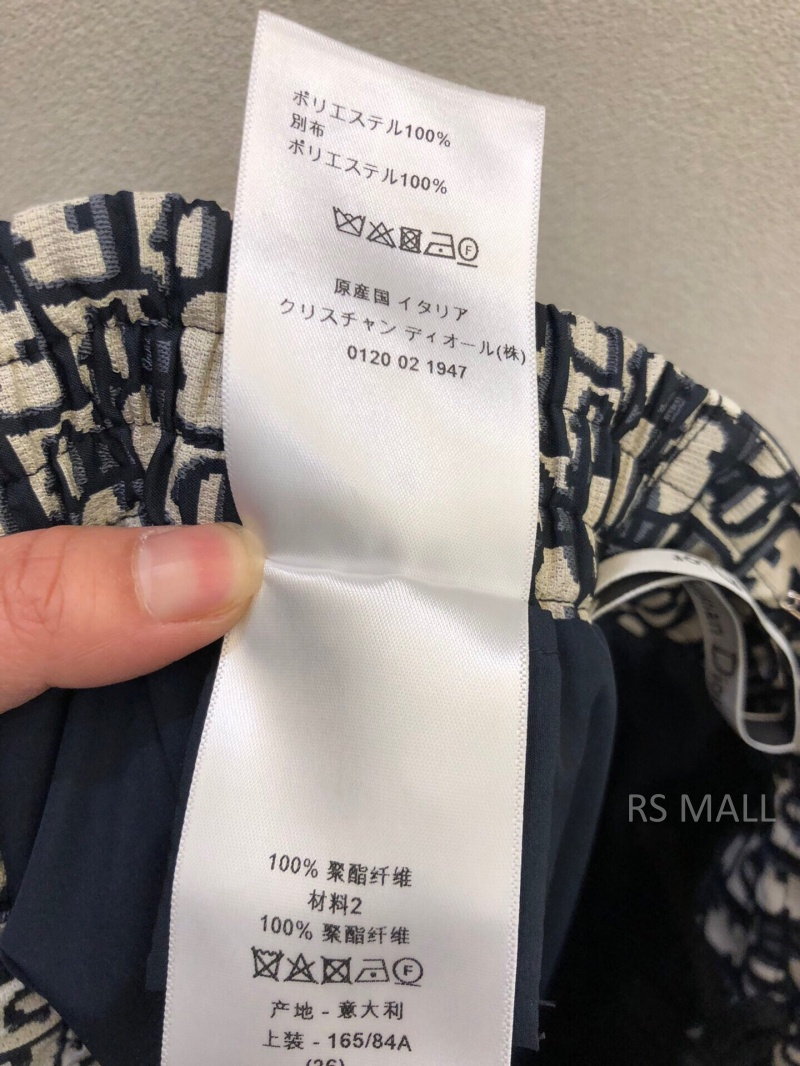 ポリエステル100%
別布
ポリエステル100%
F
原産国 イタリア
クリスチャン ディオール(株)
0120 02 1947
RS MALL
100% 聚酯纤维
材料2
100% 聚酯纤维
F
产地 - 意大利
上装 - 165/84A